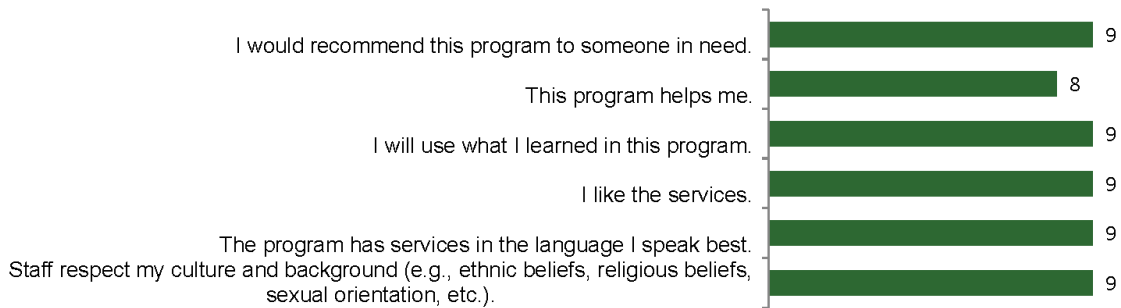 I would recommend this program to someone in need.
9
This program helps me.
8
I will use what I learned in this program.
9
I like the services.
9
The program has services in the language I speak best.
9
Staff respect my culture and background (e.g., ethnic beliefs, religious beliefs,
sexual orientation, etc.).
9